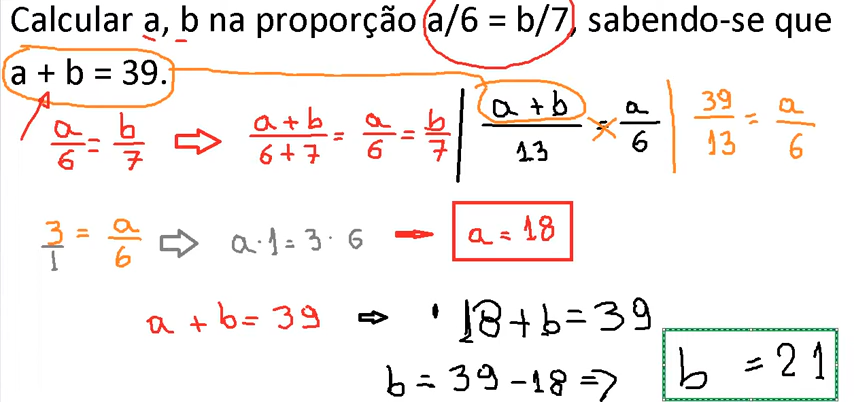 Calcular a, b na proporção a/6 = b/7, sabendo-se que
a + b = 39.
a/6 = b/7 ⇨ (a + b)/(6 + 7) = a/6 = b/7 | (a + b)/13 = a/6 | 39/13 = a/6
3/1 = a/6 ⇨ a·1 = 3·6 → a = 18
a + b = 39 ⇨ 18 + b = 39
b = 39 - 18 => b = 21